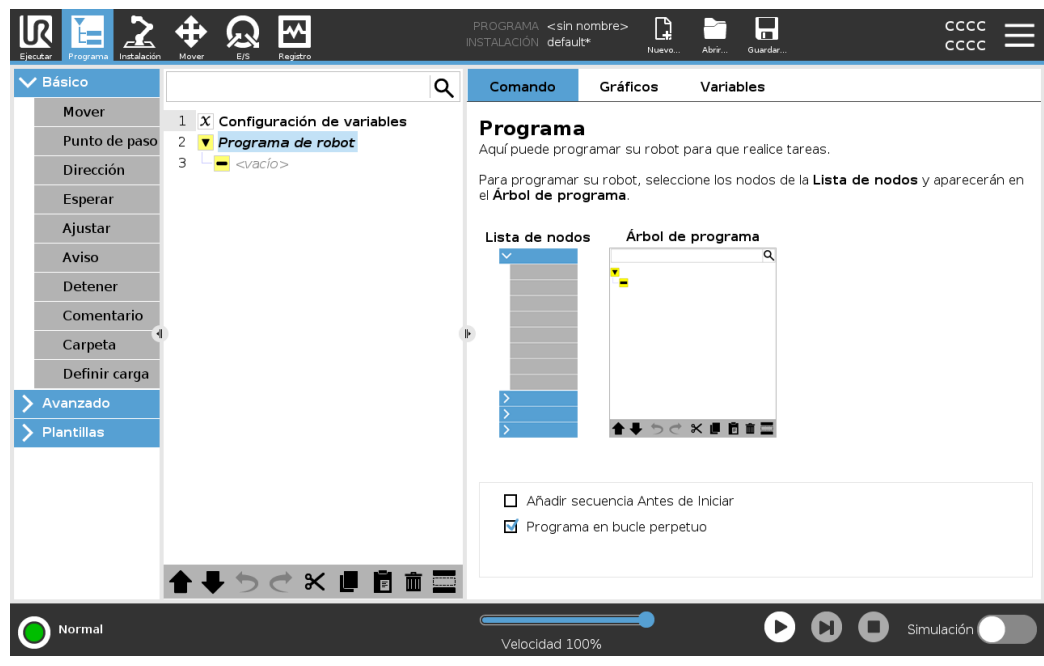 PROGRAMA <sin nombre>
INSTALACIÓN default*
Ejecutar
Programa
Instalación
Mover
E/S
Registro
Nuevo...
Abrir...
Guardar...
CCCC
CCCC
Básico
Mover
Punto de paso
Dirección
Esperar
Ajustar
Aviso
Detener
Comentario
Carpeta
Definir carga
Avanzado
Plantillas
1 X Configuración de variables
2 Programa de robot
3 <vacío>
Comando Gráficos Variables
Programa
Aquí puede programar su robot para que realice tareas.
Para programar su robot, seleccione los nodos de la Lista de nodos y aparecerán en
el Árbol de programa.
Lista de nodos Árbol de programa
Añadir secuencia Antes de Iniciar
Programa en bucle perpetuo
Normal
Velocidad 100%
Simulación